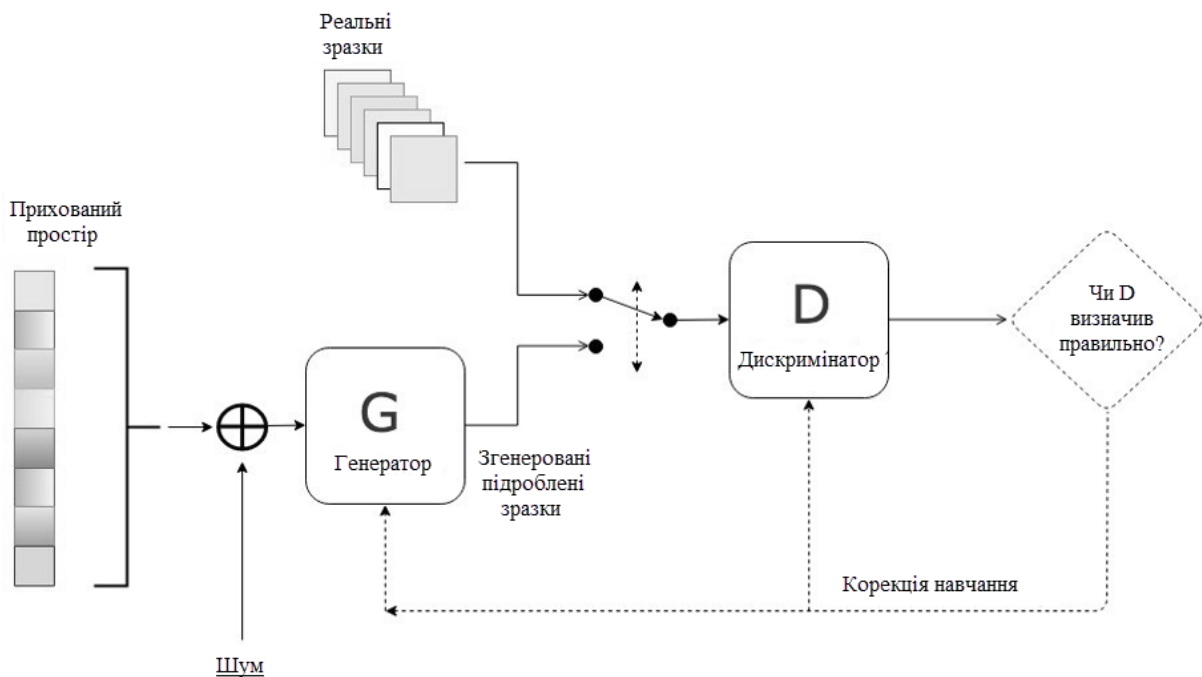 Реальні
зразки
Прихований
простір
G
Генератор
Згенеровані
підроблені
зразки
D
Дискримінатор
Чи D
визначив
правильно?
Корекція навчання
Шум